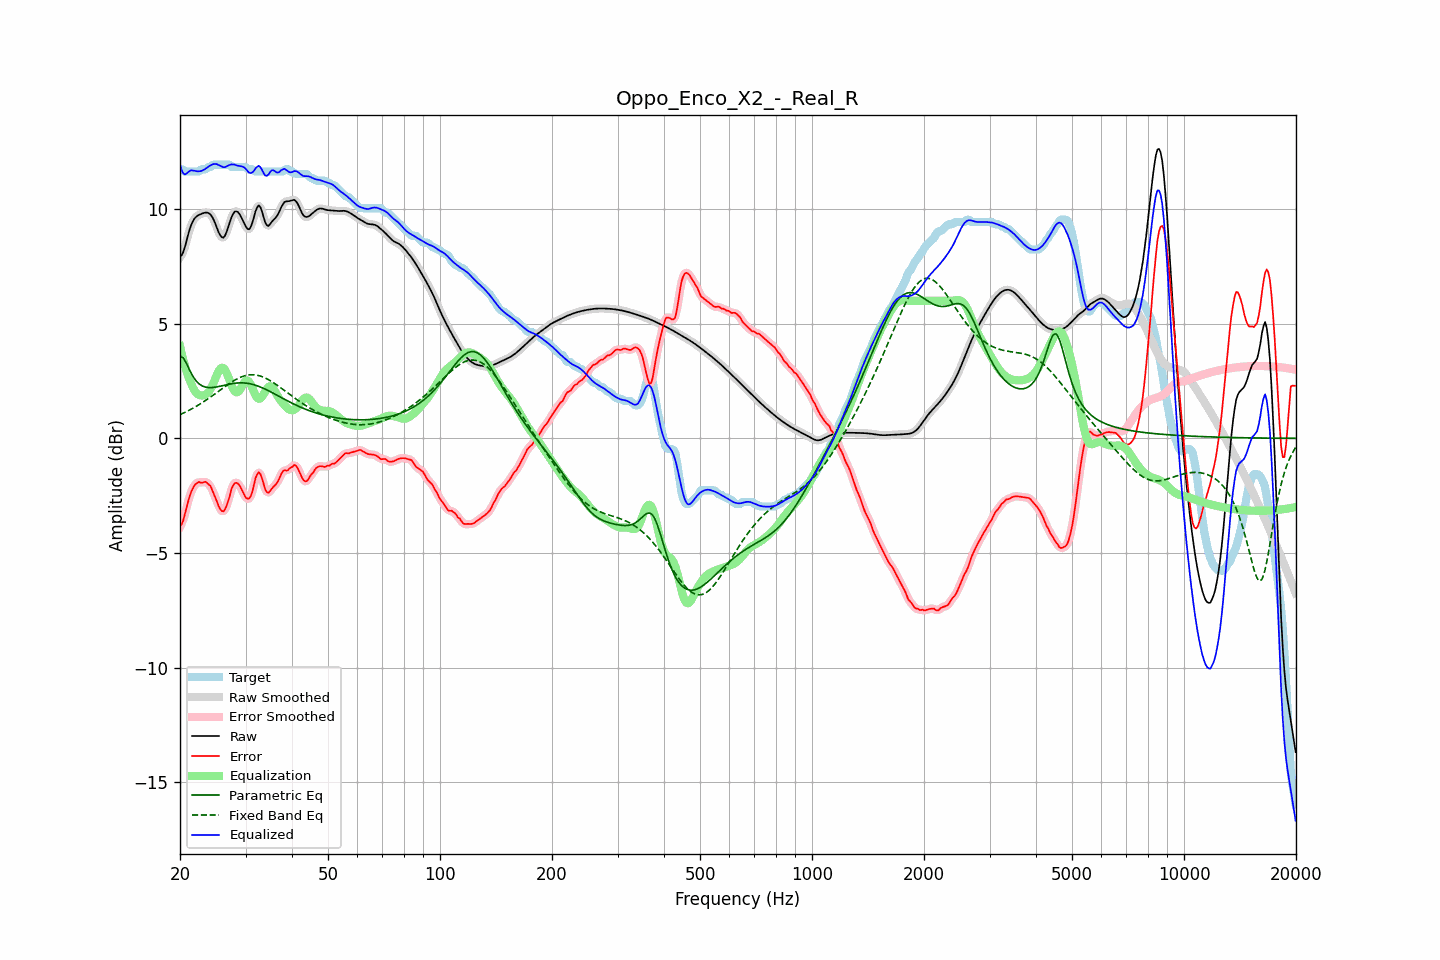 Oppo_Enco_X2_-_Real_R
Amplitude (dBr)
10
5
0
−5
−10
−15
Target
Raw Smoothed
Error Smoothed
Raw
Error
Equalization
Parametric Eq
Fixed Band Eq
Equalized
20 50 100 200 500 1000 2000 5000 10000 20000
Frequency (Hz)